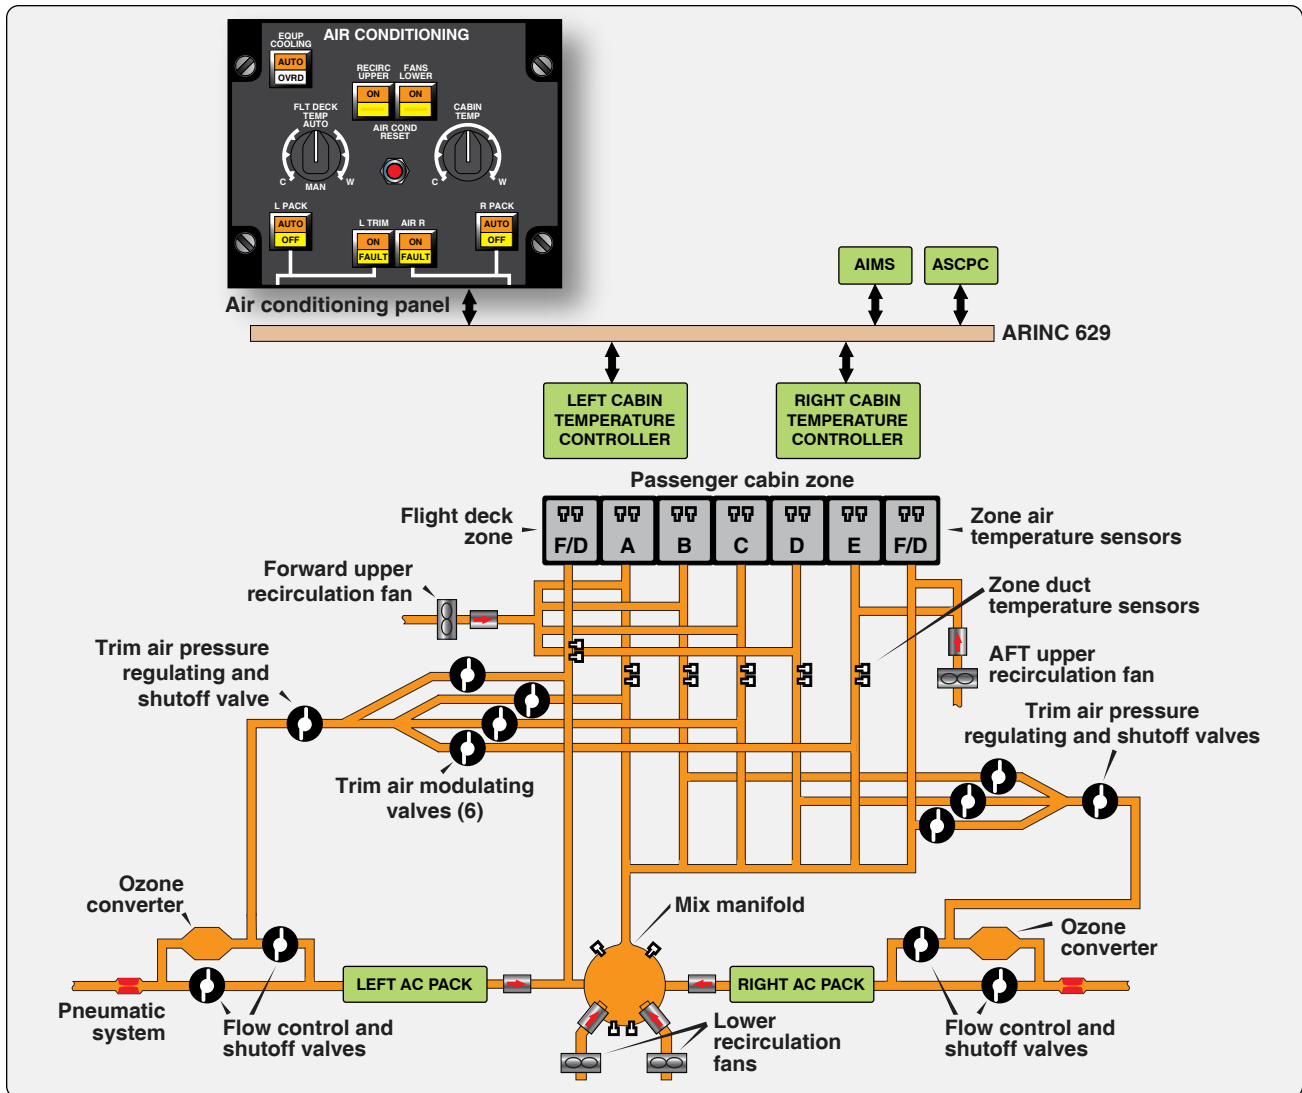 AIR CONDITIONING
EQUP
COOLING
AUTO
OVRD
RECIRC FANS
UPPER LOWER
ON ON
FLT DECK
TEMP
AUTO
CABIN
TEMP
AIR COND
RESET
C MAN W
C W
L PACK
AUTO
OFF
L TRIM AIR R
ON ON
FAULT FAULT
R PACK
AUTO
OFF
Air conditioning panel
AIMS
ASCPC
ARINC 629
LEFT CABIN
TEMPERATURE
CONTROLLER
RIGHT CABIN
TEMPERATURE
CONTROLLER
Passenger cabin zone
Flight deck
zone
F/D A B C D E F/D
Zone air
temperature sensors
Forward upper
recirculation fan
Zone duct
temperature sensors
Trim air pressure
regulating and
shutoff valve
AFT upper
recirculation fan
Trim air pressure
regulating and shutoff valves
Trim air modulating
valves (6)
Ozone
converter
Mix manifold
Ozone
converter
LEFT AC PACK
RIGHT AC PACK
Pneumatic
system
Flow control and
shutoff valves
Lower
recirculation
fans
Flow control and
shutoff valves